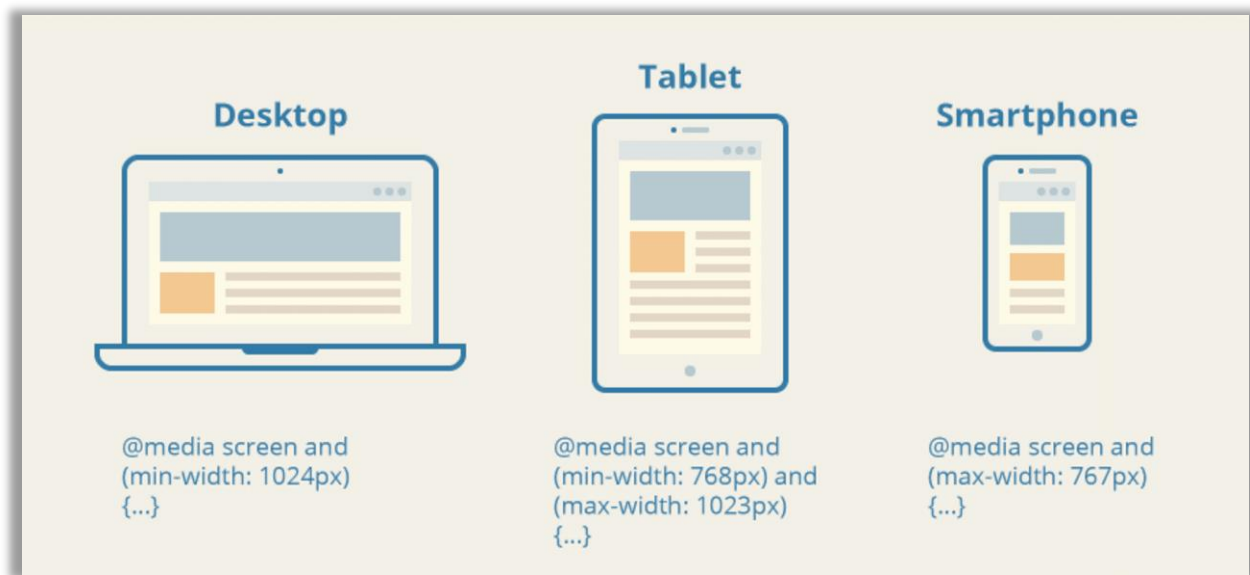 Desktop
@media screen and
(min-width: 1024px)
{...}
Tablet
@media screen and
(min-width: 768px) and
(max-width: 1023px)
{...}
Smartphone
@media screen and
(max-width: 767px)
{...}